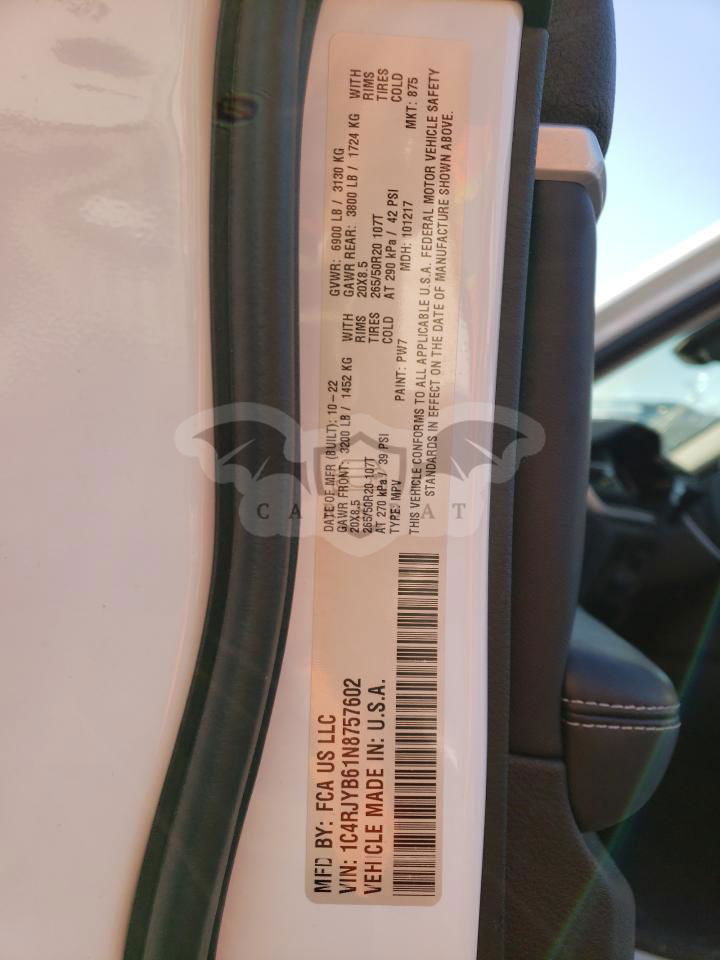 MFD BY: FCA US LLC
VIN: 1C4RJYB61N8757602
VEHICLE MADE IN: U.S.A.
DATE OF MFR (BUILT): 10-22 GVWR: 6900 LB / 3130 KG
GAWR FRONT: 3200 LB / 1452 KG WITH GAWR REAR: 3800 LB / 1724 KG WITH
20X8.5 RIMS 20X8.5 RIMS
265/50R20 107T TIRES 265/50R20 107T TIRES
AT 270 kPa / 39 PSI COLD AT 290 kPa / 42 PSI COLD
TYPE: MPV PAINT: PW7 MDH: 101217 MKT: 875
THIS VEHICLE CONFORMS TO ALL APPLICABLE U.S.A. FEDERAL MOTOR VEHICLE SAFETY
STANDARDS IN EFFECT ON THE DATE OF MANUFACTURE SHOWN ABOVE.